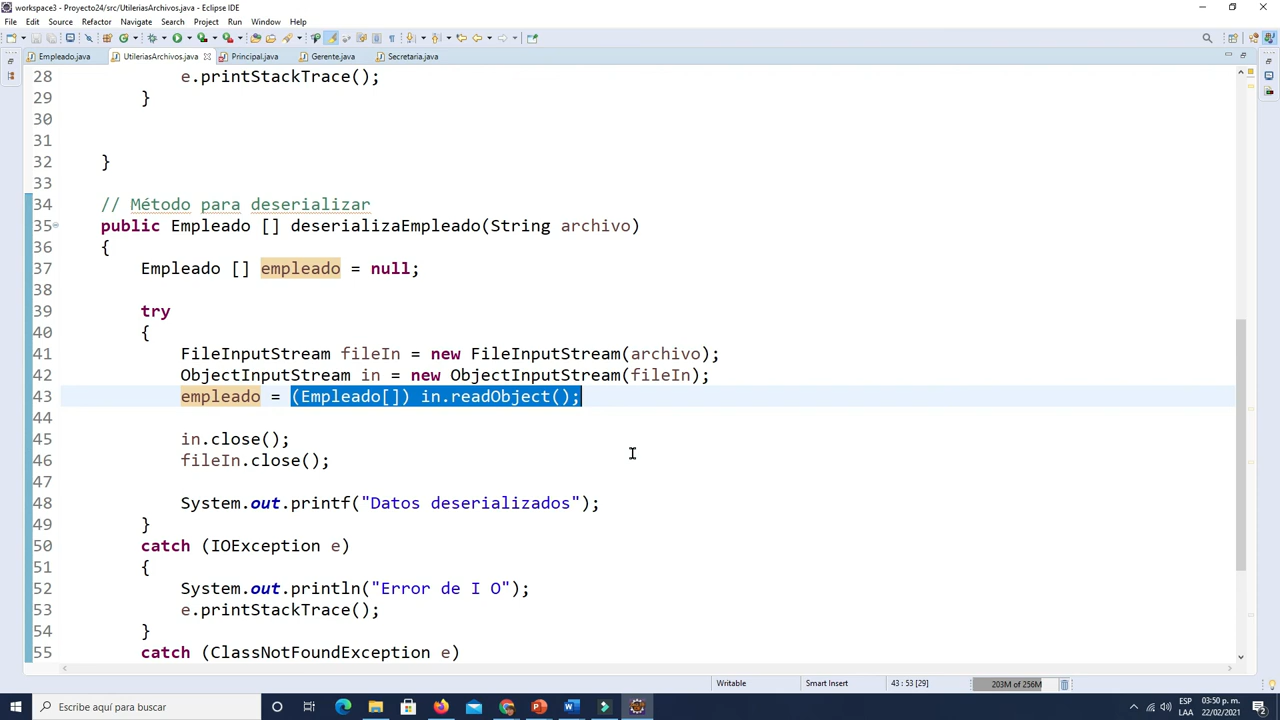 workspace3 - Proyecto24/src/UtileriasArchivos.java - Eclipse IDE
File Edit Source Refactor Navigate Search Project Run Window Help
Empleado.java UtileriasArchivos.java Principal.java Gerente.java Secretaria.java
28 e.printStackTrace();
29 }
30
31
32 }
33
34 // Método para deserializar
35 public Empleado [] deserializaEmpleado(String archivo)
36 {
37 Empleado [] empleado = null;
38
39 try
40 {
41 FileInputStream fileIn = new FileInputStream(archivo);
42 ObjectInputStream in = new ObjectInputStream(fileIn);
43 empleado = (Empleado[]) in.readObject();
44
45 in.close();
46 fileIn.close();
47
48 System.out.printf("Datos deserializados");
49 }
50 catch (IOException e)
51 {
52 System.out.println("Error de I O");
53 e.printStackTrace();
54 }
55 catch (ClassNotFoundException e)
Writable Smart Insert 43 : 53 [29] 203M of 256M
Escribe aquí para buscar
ESP 03:50 p. m.
LAA 22/02/2021 2